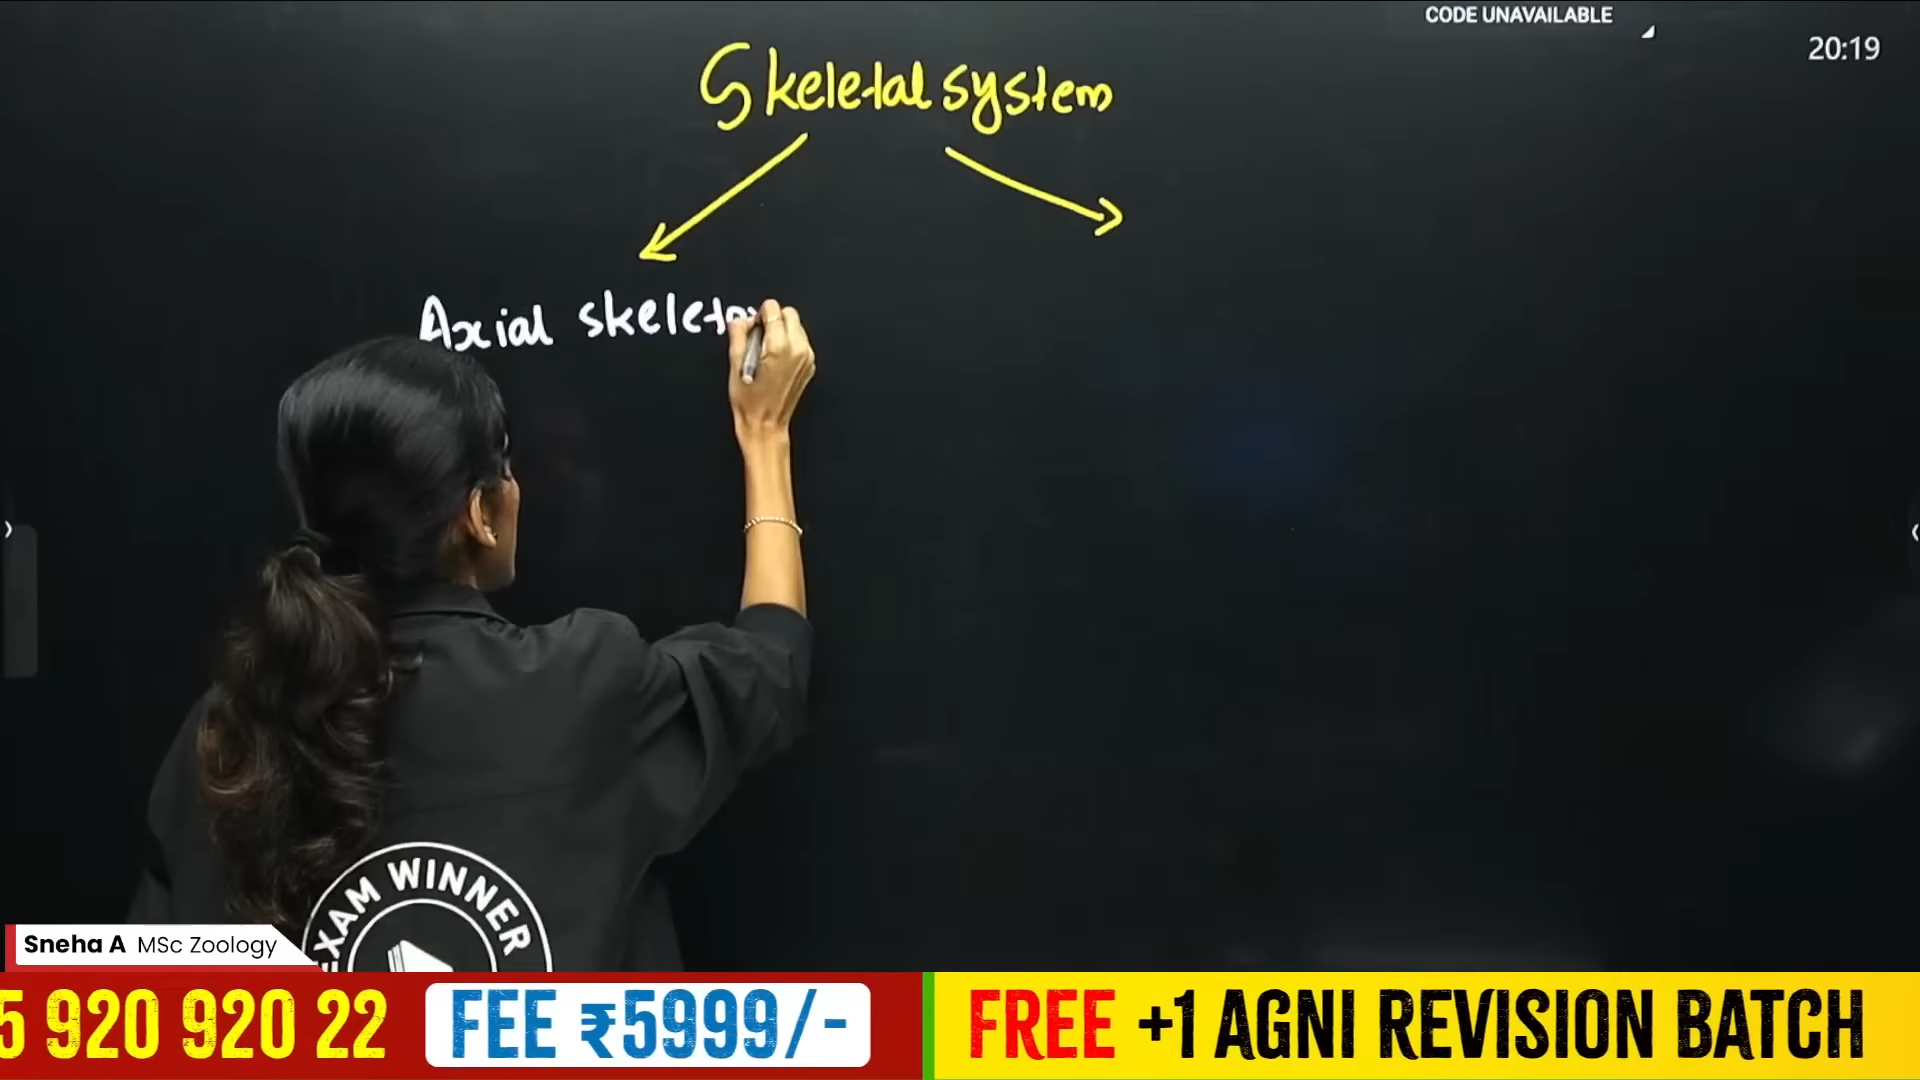 CODE UNAVAILABLE
20:19
Skeletal system
Axial skeleton
EXAM WINNER
Sneha A MSc Zoology
5 920 920 22
FEE ₹5999/-
FREE +1 AGNI REVISION BATCH